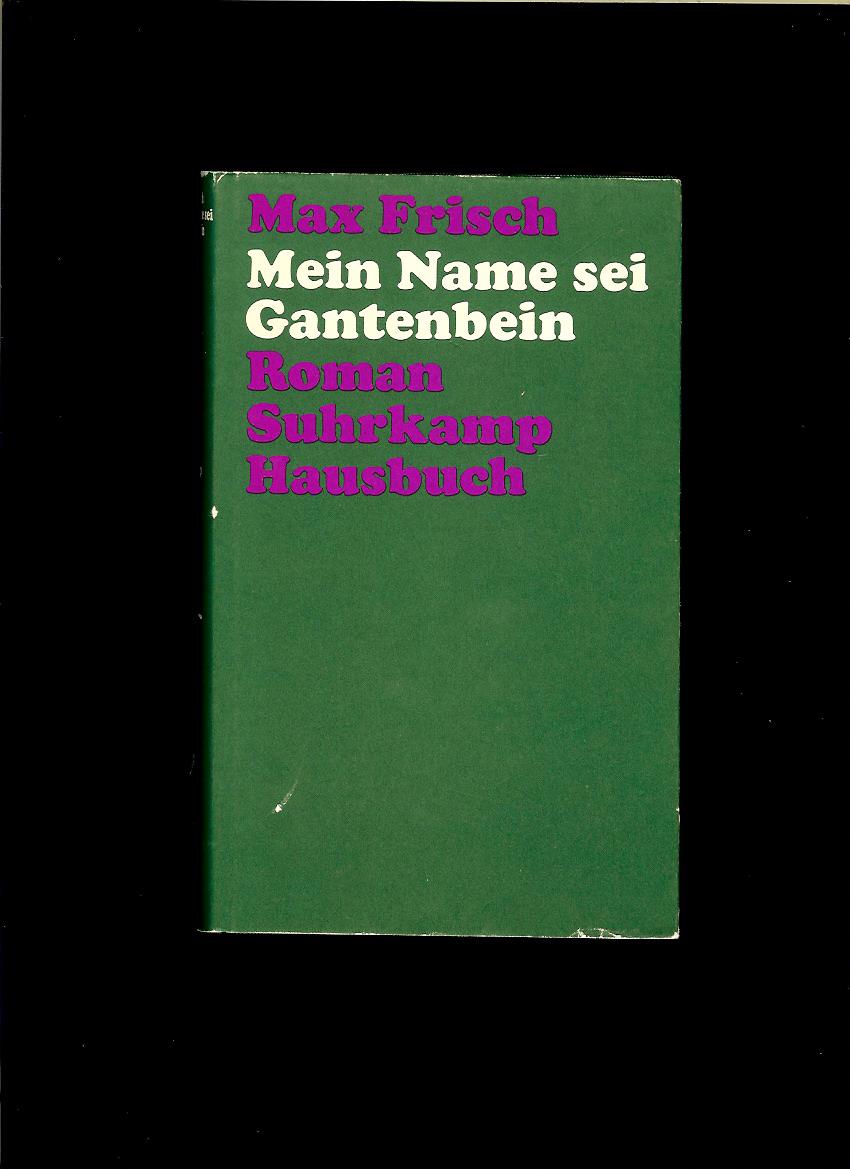 Max Frisch
Mein Name sei
Gantenbein
Roman
Suhrkamp
Hausbuch